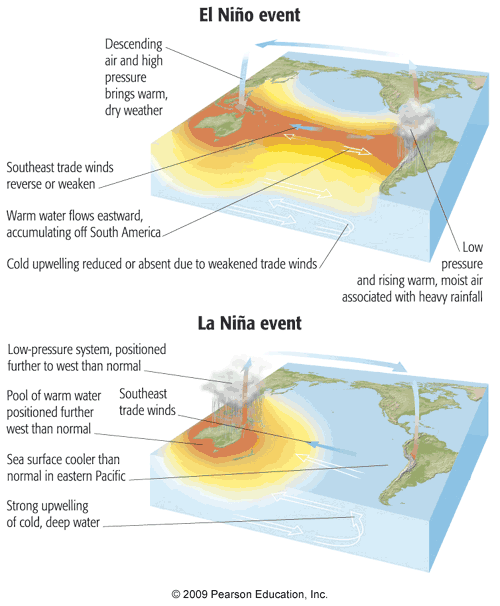 El Niño event
Descending
air and high
pressure
brings warm,
dry weather
Southeast trade winds
reverse or weaken
Warm water flows eastward,
accumulating off South America
Cold upwelling reduced or absent due to weakened trade winds
Low
pressure
and rising warm, moist air
associated with heavy rainfall
La Niña event
Low-pressure system, positioned
further to west than normal
Pool of warm water
positioned further
west than normal
Southeast
trade winds
Sea surface cooler than
normal in eastern Pacific
Strong upwelling
of cold, deep water
© 2009 Pearson Education, Inc.